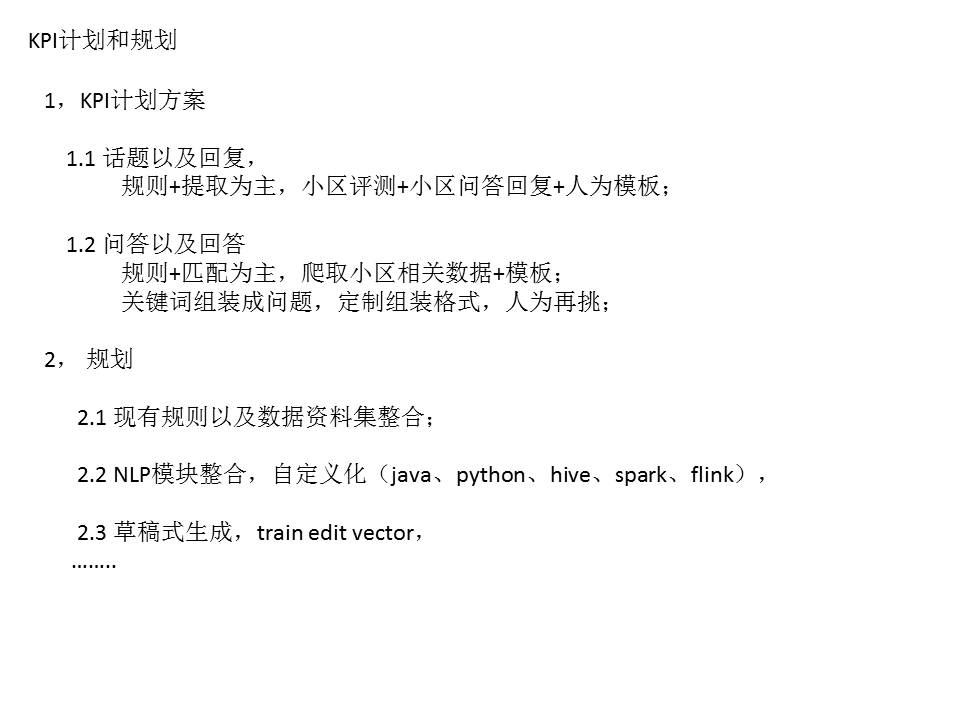 KPI计划和规划
1，KPI计划方案
1.1 话题以及回复，
规则+提取为主，小区评测+小区问答回复+人为模板；
1.2 问答以及回答
规则+匹配为主，爬取小区相关数据+模板；
关键词组装成问题，定制组装格式，人为再挑；
2， 规划
2.1 现有规则以及数据资料集整合；
2.2 NLP模块整合，自定义化（java、python、hive、spark、flink），
2.3 草稿式生成，train edit vector，
……..